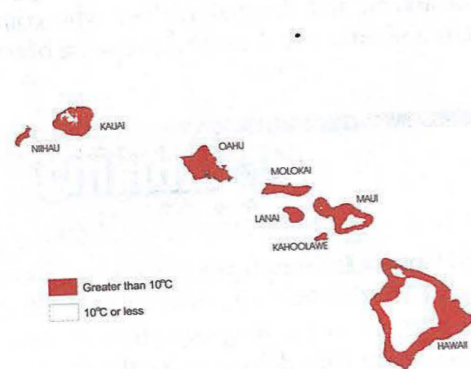 KAUAI
NIIHAU
OAHU
MOLOKAI
LANAI
MAUI
KAHOOLAWE
Greater than 10°C
10°C or less
HAWAII